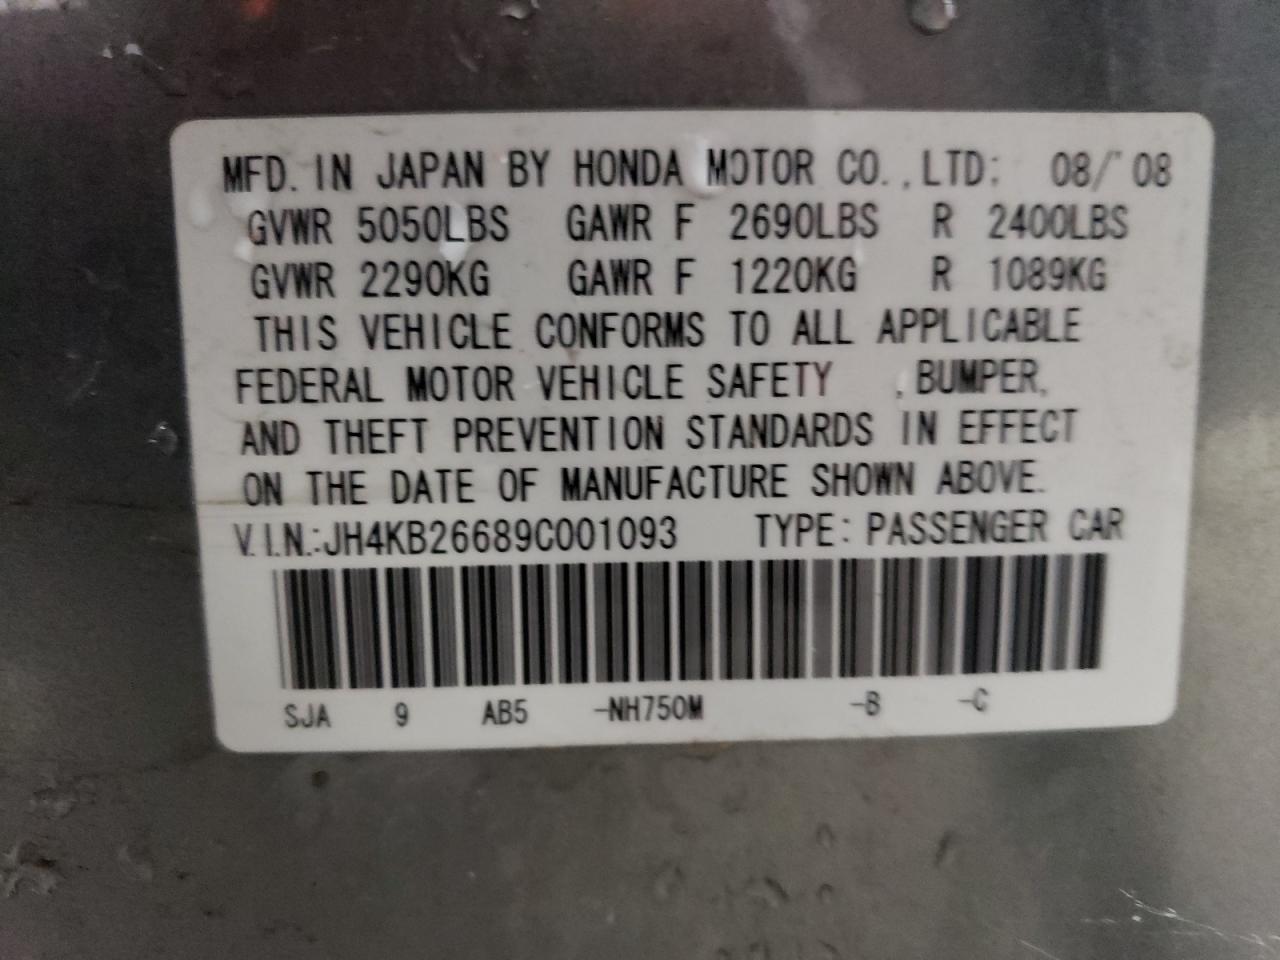 MFD. IN JAPAN BY HONDA MOTOR CO., LTD: 08/'08
GVWR 5050LBS GAWR F 2690LBS R 2400LBS
GVWR 2290KG GAWR F 1220KG R 1089KG
THIS VEHICLE CONFORMS TO ALL APPLICABLE
FEDERAL MOTOR VEHICLE SAFETY , BUMPER,
AND THEFT PREVENTION STANDARDS IN EFFECT
ON THE DATE OF MANUFACTURE SHOWN ABOVE.
V.I.N.:JH4KB26689C001093 TYPE: PASSENGER CAR
SJA 9 AB5 -NH750M -B -C